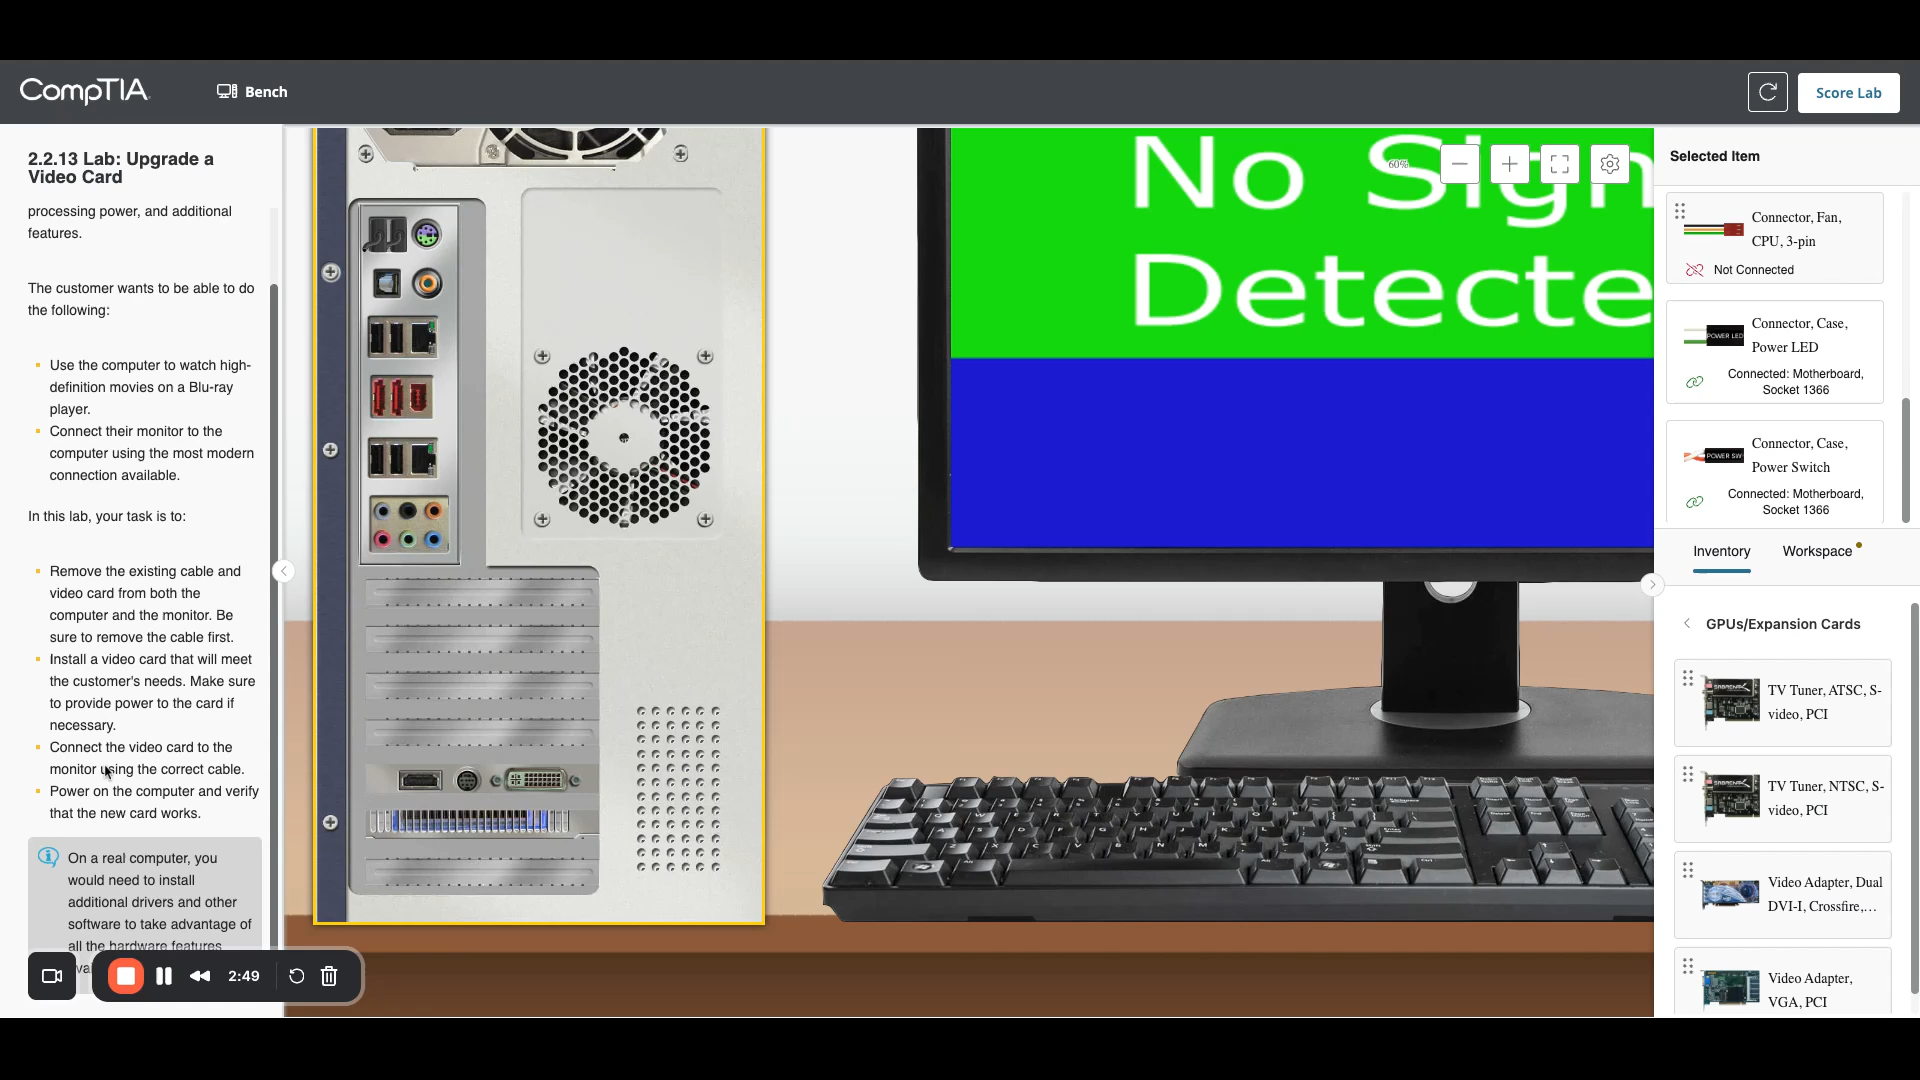 CompTIA.
Bench
Score Lab
2.2.13 Lab: Upgrade a
Video Card
processing power, and additional
features.
The customer wants to be able to do
the following:
Use the computer to watch high-
definition movies on a Blu-ray
player.
Connect their monitor to the
computer using the most modern
connection available.
In this lab, your task is to:
Remove the existing cable and
video card from both the
computer and the monitor. Be
sure to remove the cable first.
Install a video card that will meet
the customer's needs. Make sure
to provide power to the card if
necessary.
Connect the video card to the
monitor using the correct cable.
Power on the computer and verify
that the new card works.
On a real computer, you
would need to install
additional drivers and other
software to take advantage of
all the hardware features
2:49
No Sign
Detecte
60%
Selected Item
Connector, Fan,
CPU, 3-pin
Not Connected
POWER LED
Connector, Case,
Power LED
Connected: Motherboard,
Socket 1366
POWER SW
Connector, Case,
Power Switch
Connected: Motherboard,
Socket 1366
Inventory
Workspace
GPUs/Expansion Cards
TV Tuner, ATSC, S-
video, PCI
TV Tuner, NTSC, S-
video, PCI
Video Adapter, Dual
DVI-I, Crossfire,...
Video Adapter,
VGA, PCI